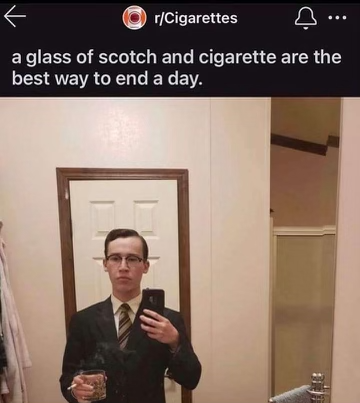 r/Cigarettes
a glass of scotch and cigarette are the
best way to end a day.